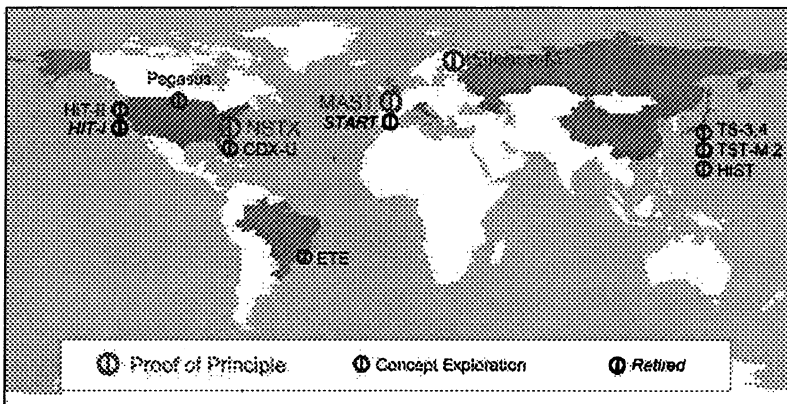 Pegasus
HIT-II
HIT-I
NSTX
CDX-U
MAST
START
TS-3,4
TST-M,2
HIST
ETE
Proof of Principle
Concept Exploration
Retired